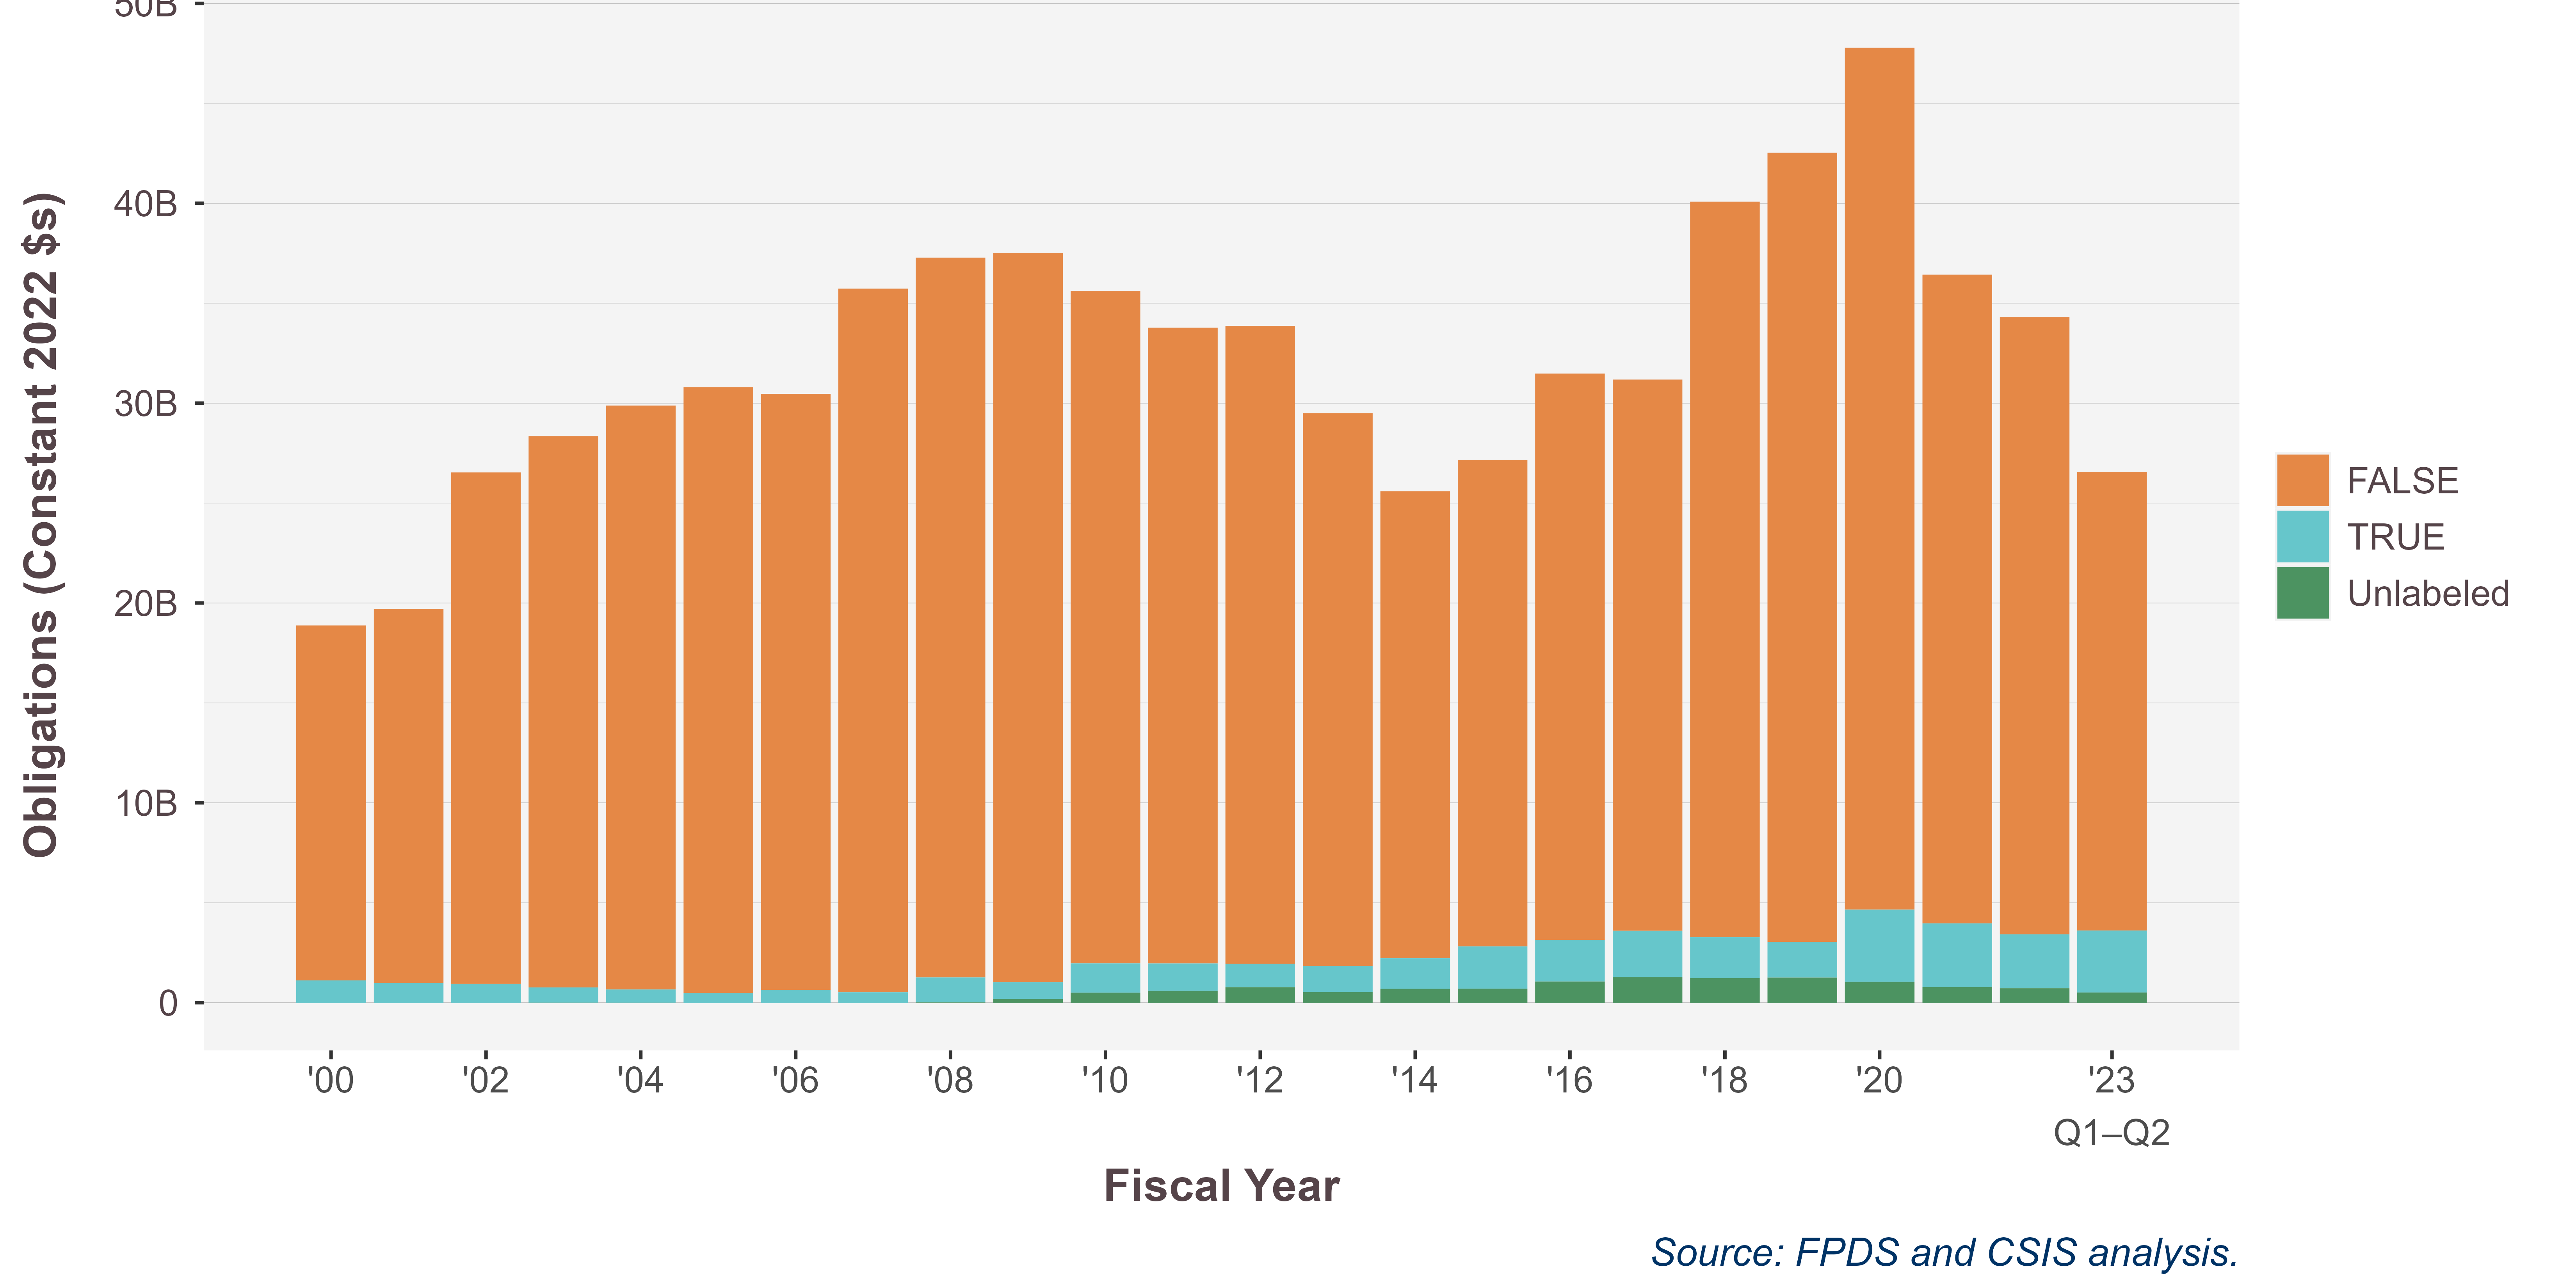 50B
40B
30B
20B
10B
0
Obligations (Constant 2022 $s)
FALSE
TRUE
Unlabeled
'00 '02 '04 '06 '08 '10 '12 '14 '16 '18 '20 '23
Q1–Q2
Fiscal Year
Source: FPDS and CSIS analysis.